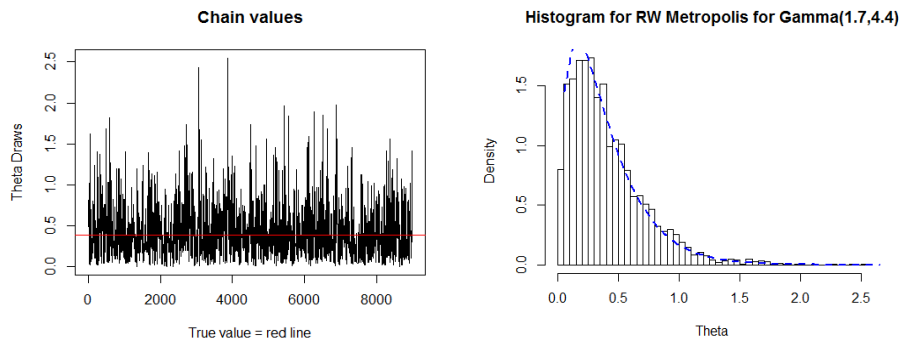 Chain values
Theta Draws
2.5
2.0
1.5
1.0
0.5
0.0
0 2000 4000 6000 8000
True value = red line
Histogram for RW Metropolis for Gamma(1.7,4.4)
Density
1.5
1.0
0.5
0.0
0.0 0.5 1.0 1.5 2.0 2.5
Theta